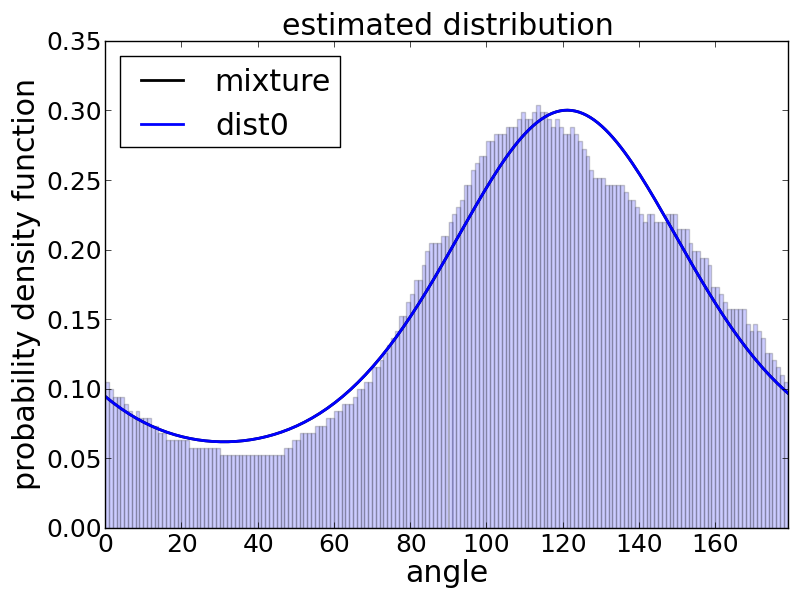 estimated distribution
mixture
dist0
probability density function
0.35
0.30
0.25
0.20
0.15
0.10
0.05
0.00
0 20 40 60 80 100 120 140 160
angle